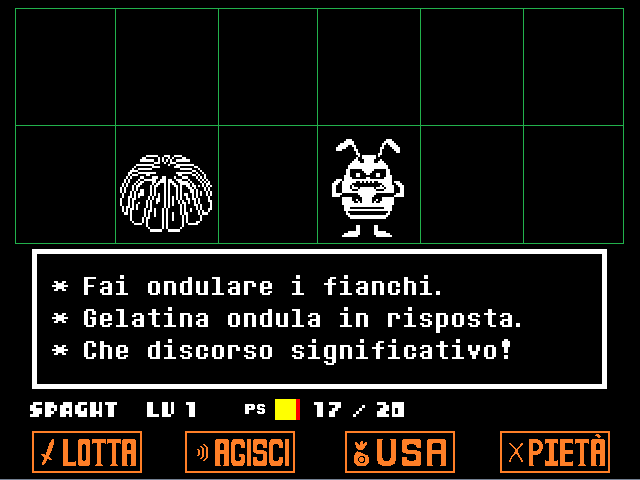 * Fai ondulare i fianchi.
* Gelatina ondula in risposta.
* Che discorso significativo!
SPAGHT LV 1 PS 17 / 20
LOTTA AGISCI USA PIETÀ